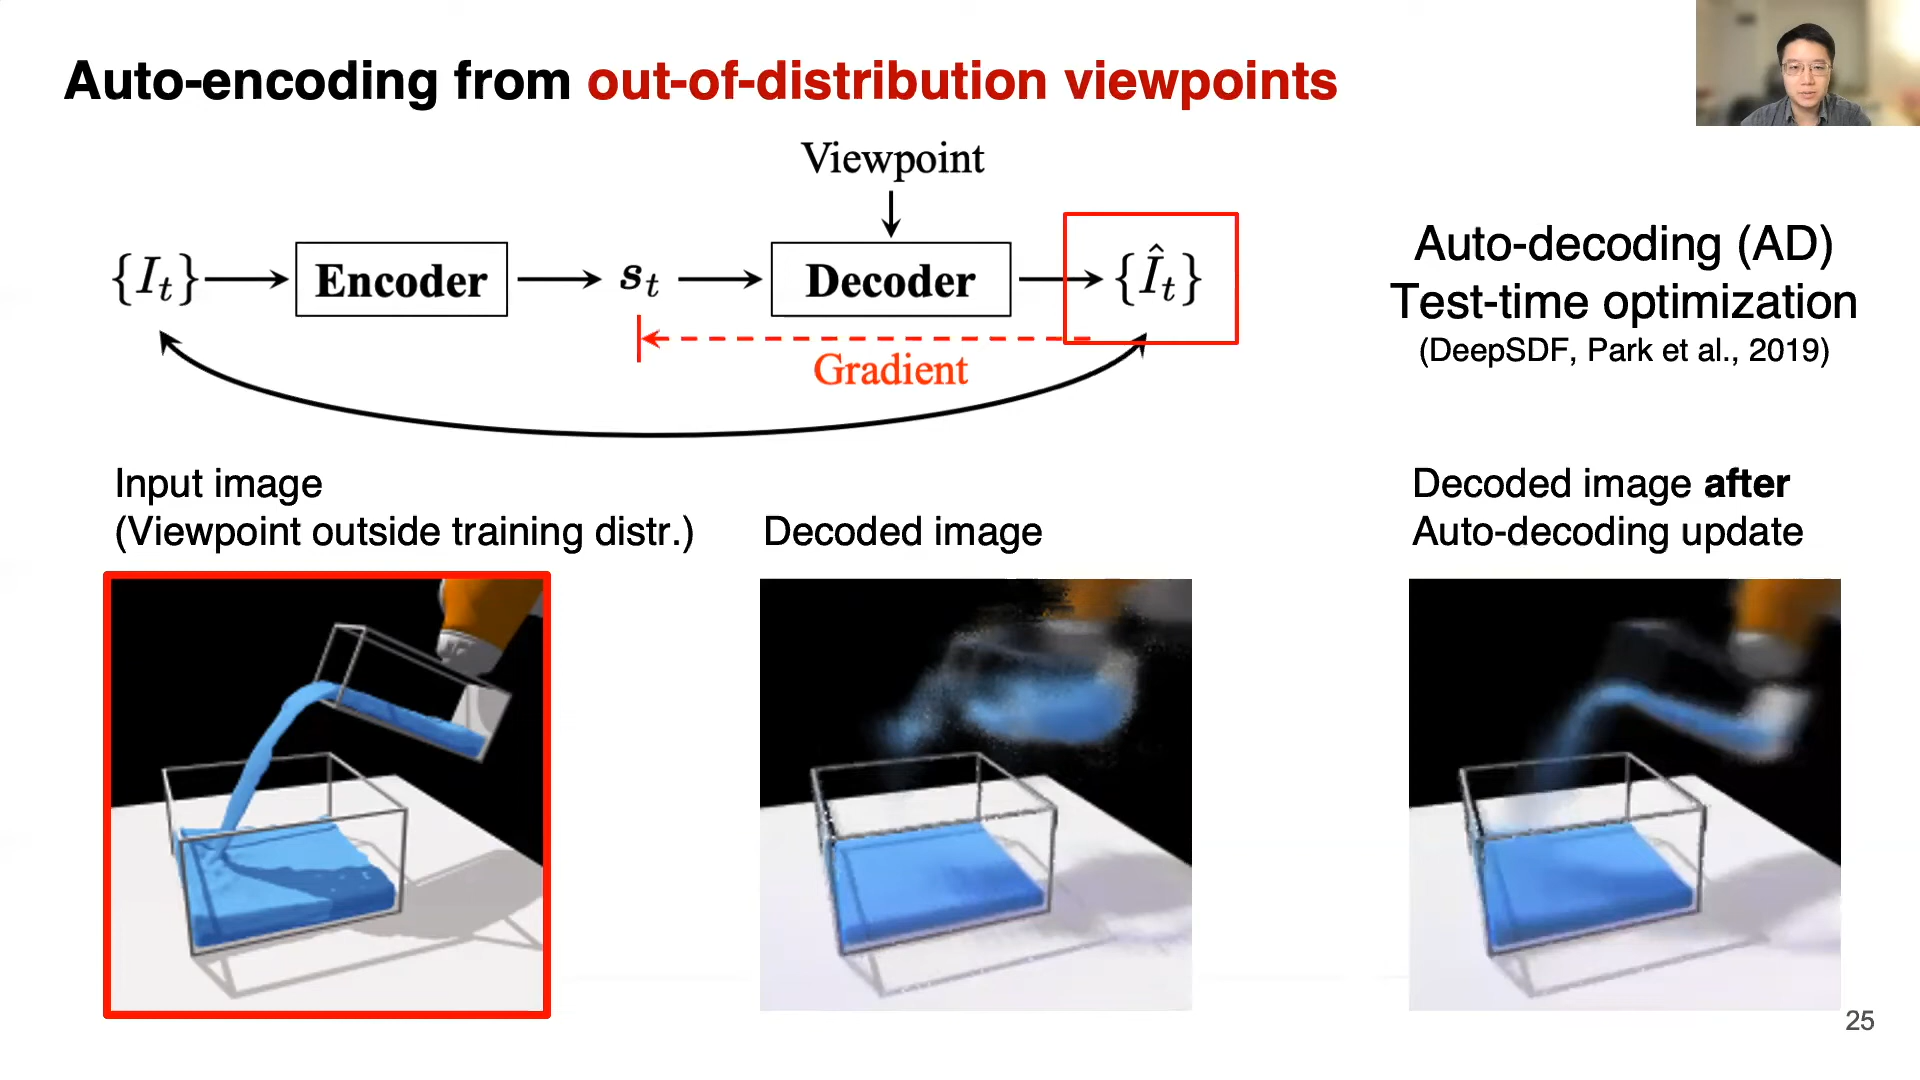 Auto-encoding from out-of-distribution viewpoints
Viewpoint
{I_t} Encoder s_t Decoder {Î_t}
Gradient
Auto-decoding (AD)
Test-time optimization
(DeepSDF, Park et al., 2019)
Input image
(Viewpoint outside training distr.)
Decoded image
Decoded image after
Auto-decoding update
25